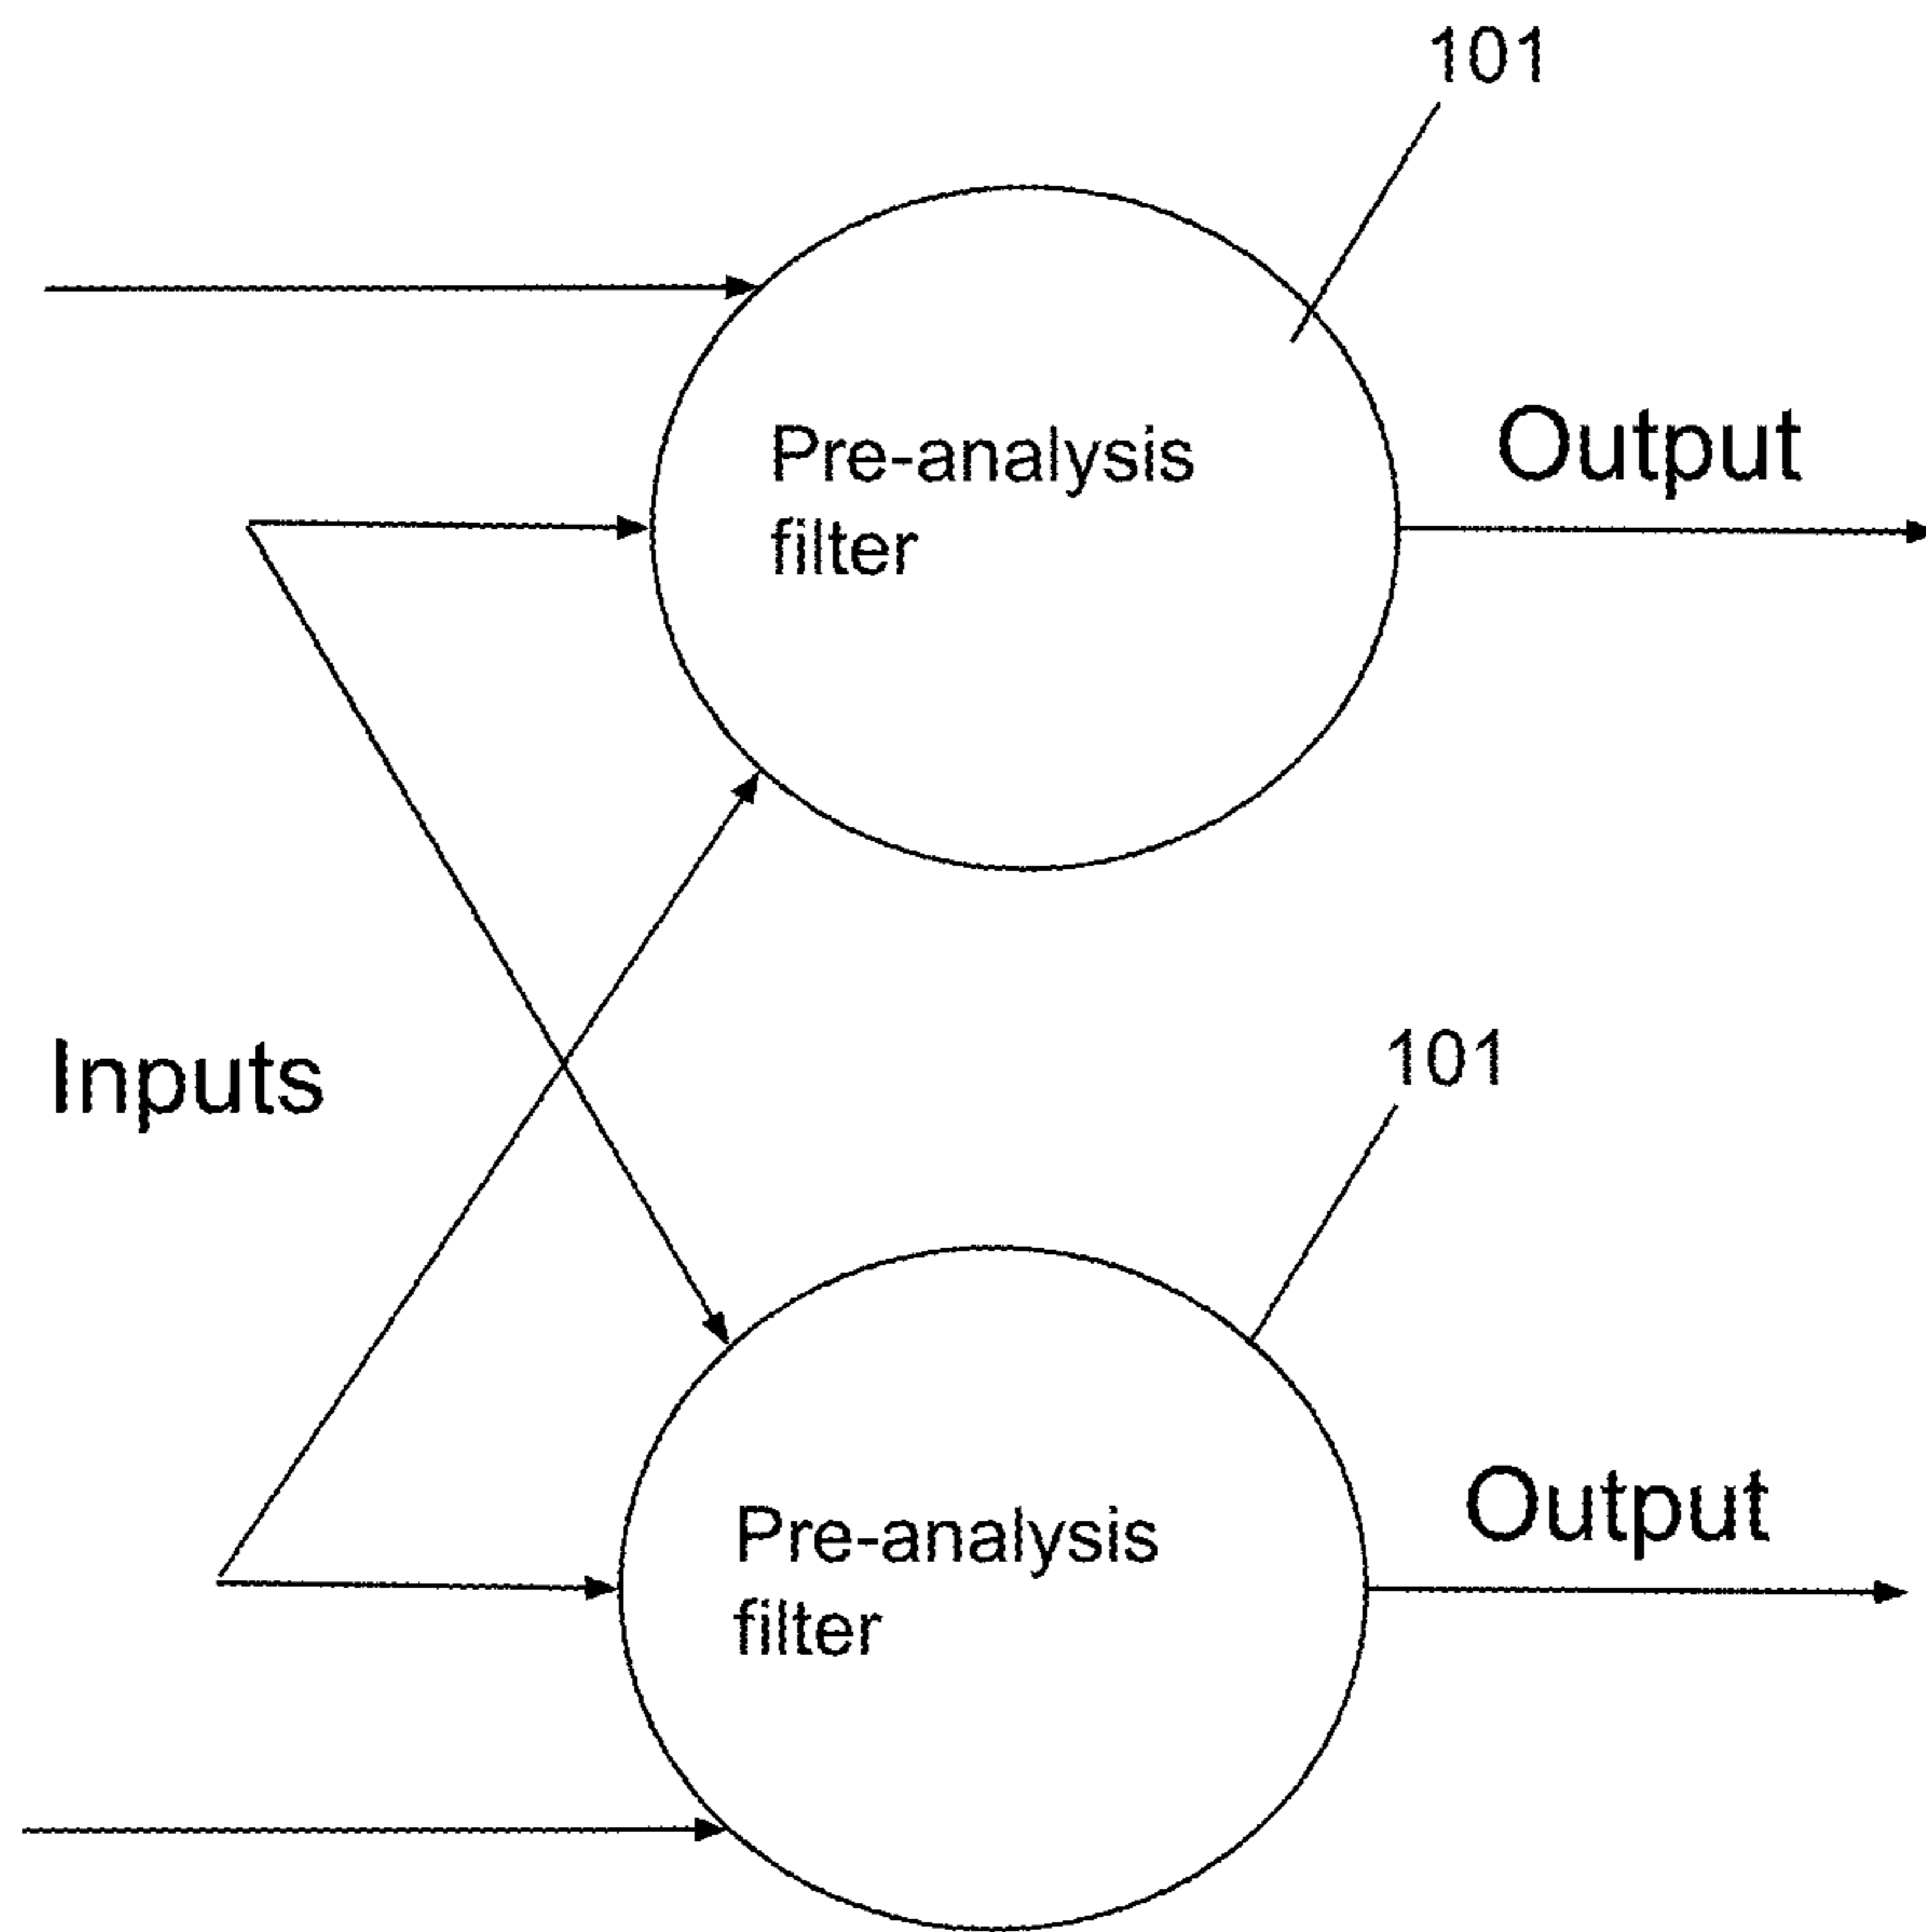 101
Pre-analysis
filter
Output
Inputs
101
Pre-analysis
filter
Output